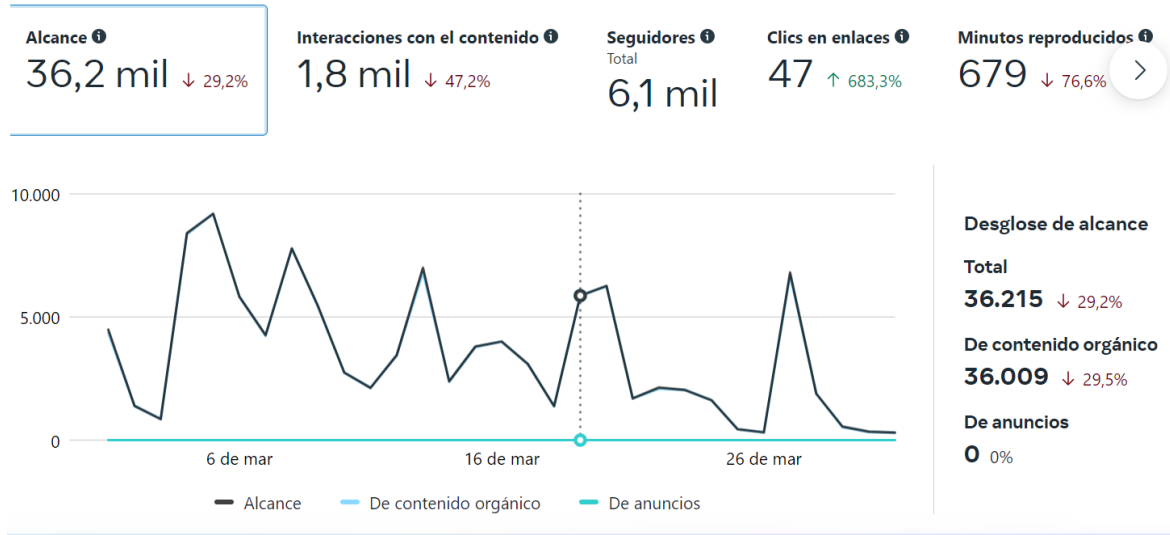 Alcance
36,2 mil ↓ 29,2%
Interacciones con el contenido
1,8 mil ↓ 47,2%
Seguidores
Total
6,1 mil
Clics en enlaces
47 ↑ 683,3%
Minutos reproducidos
679 ↓ 76,6%
10.000
5.000
0
6 de mar
16 de mar
26 de mar
Alcance
De contenido orgánico
De anuncios
Desglose de alcance
Total
36.215 ↓ 29,2%
De contenido orgánico
36.009 ↓ 29,5%
De anuncios
0 0%